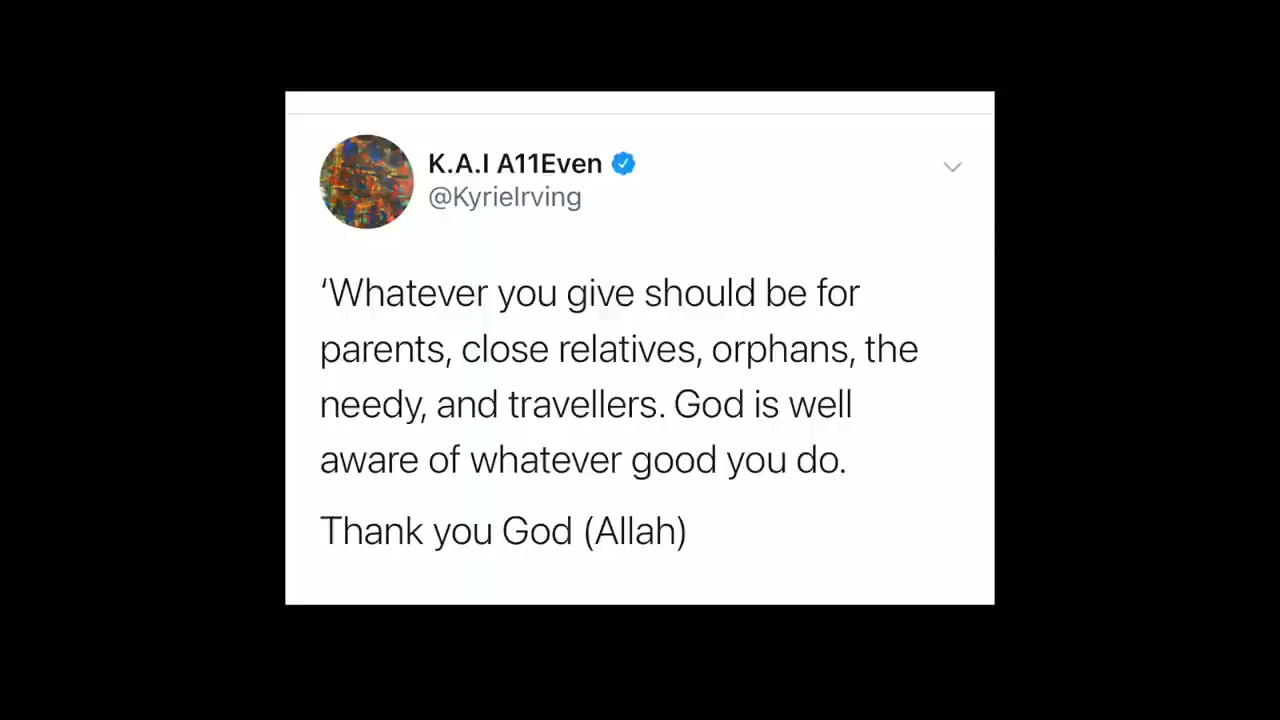 K.A.I A11Even
@KyrieIrving
‘Whatever you give should be for
parents, close relatives, orphans, the
needy, and travellers. God is well
aware of whatever good you do.
Thank you God (Allah)